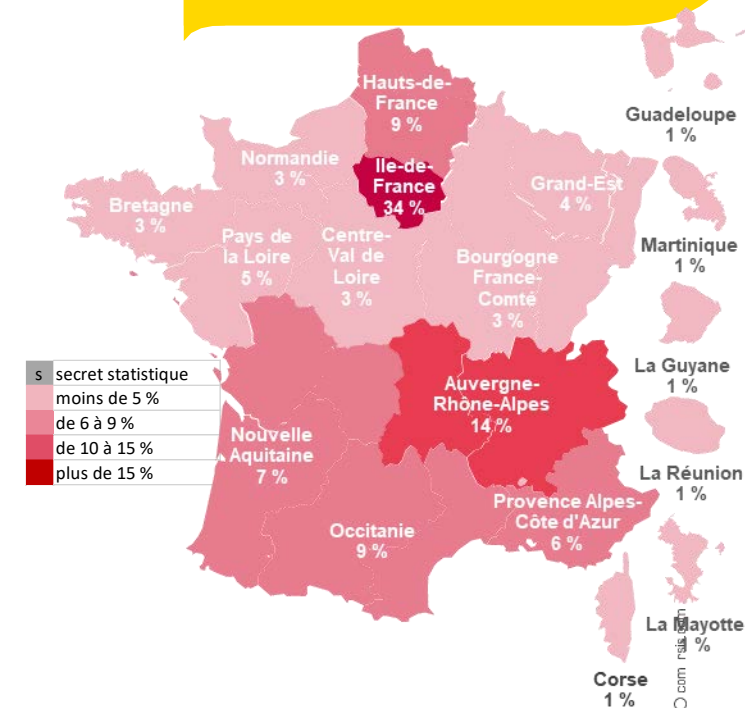 Hauts-de-
France
9 %
Guadeloupe
1 %
Normandie
3 %
Ile-de-
France
34 %
Grand-Est
4 %
Bretagne
3 %
Pays de
la Loire
5 %
Centre-
Val de
Loire
3 %
Bourgogne
France-
Comté
3 %
Martinique
1 %
La Guyane
1 %
s secret statistique
moins de 5 %
de 6 à 9 %
de 10 à 15 %
plus de 15 %
Auvergne-
Rhône-Alpes
14 %
Nouvelle
Aquitaine
7 %
La Réunion
1 %
Provence Alpes-
Côte d'Azur
6 %
Occitanie
9 %
La Mayotte
1 %
Corse
1 %